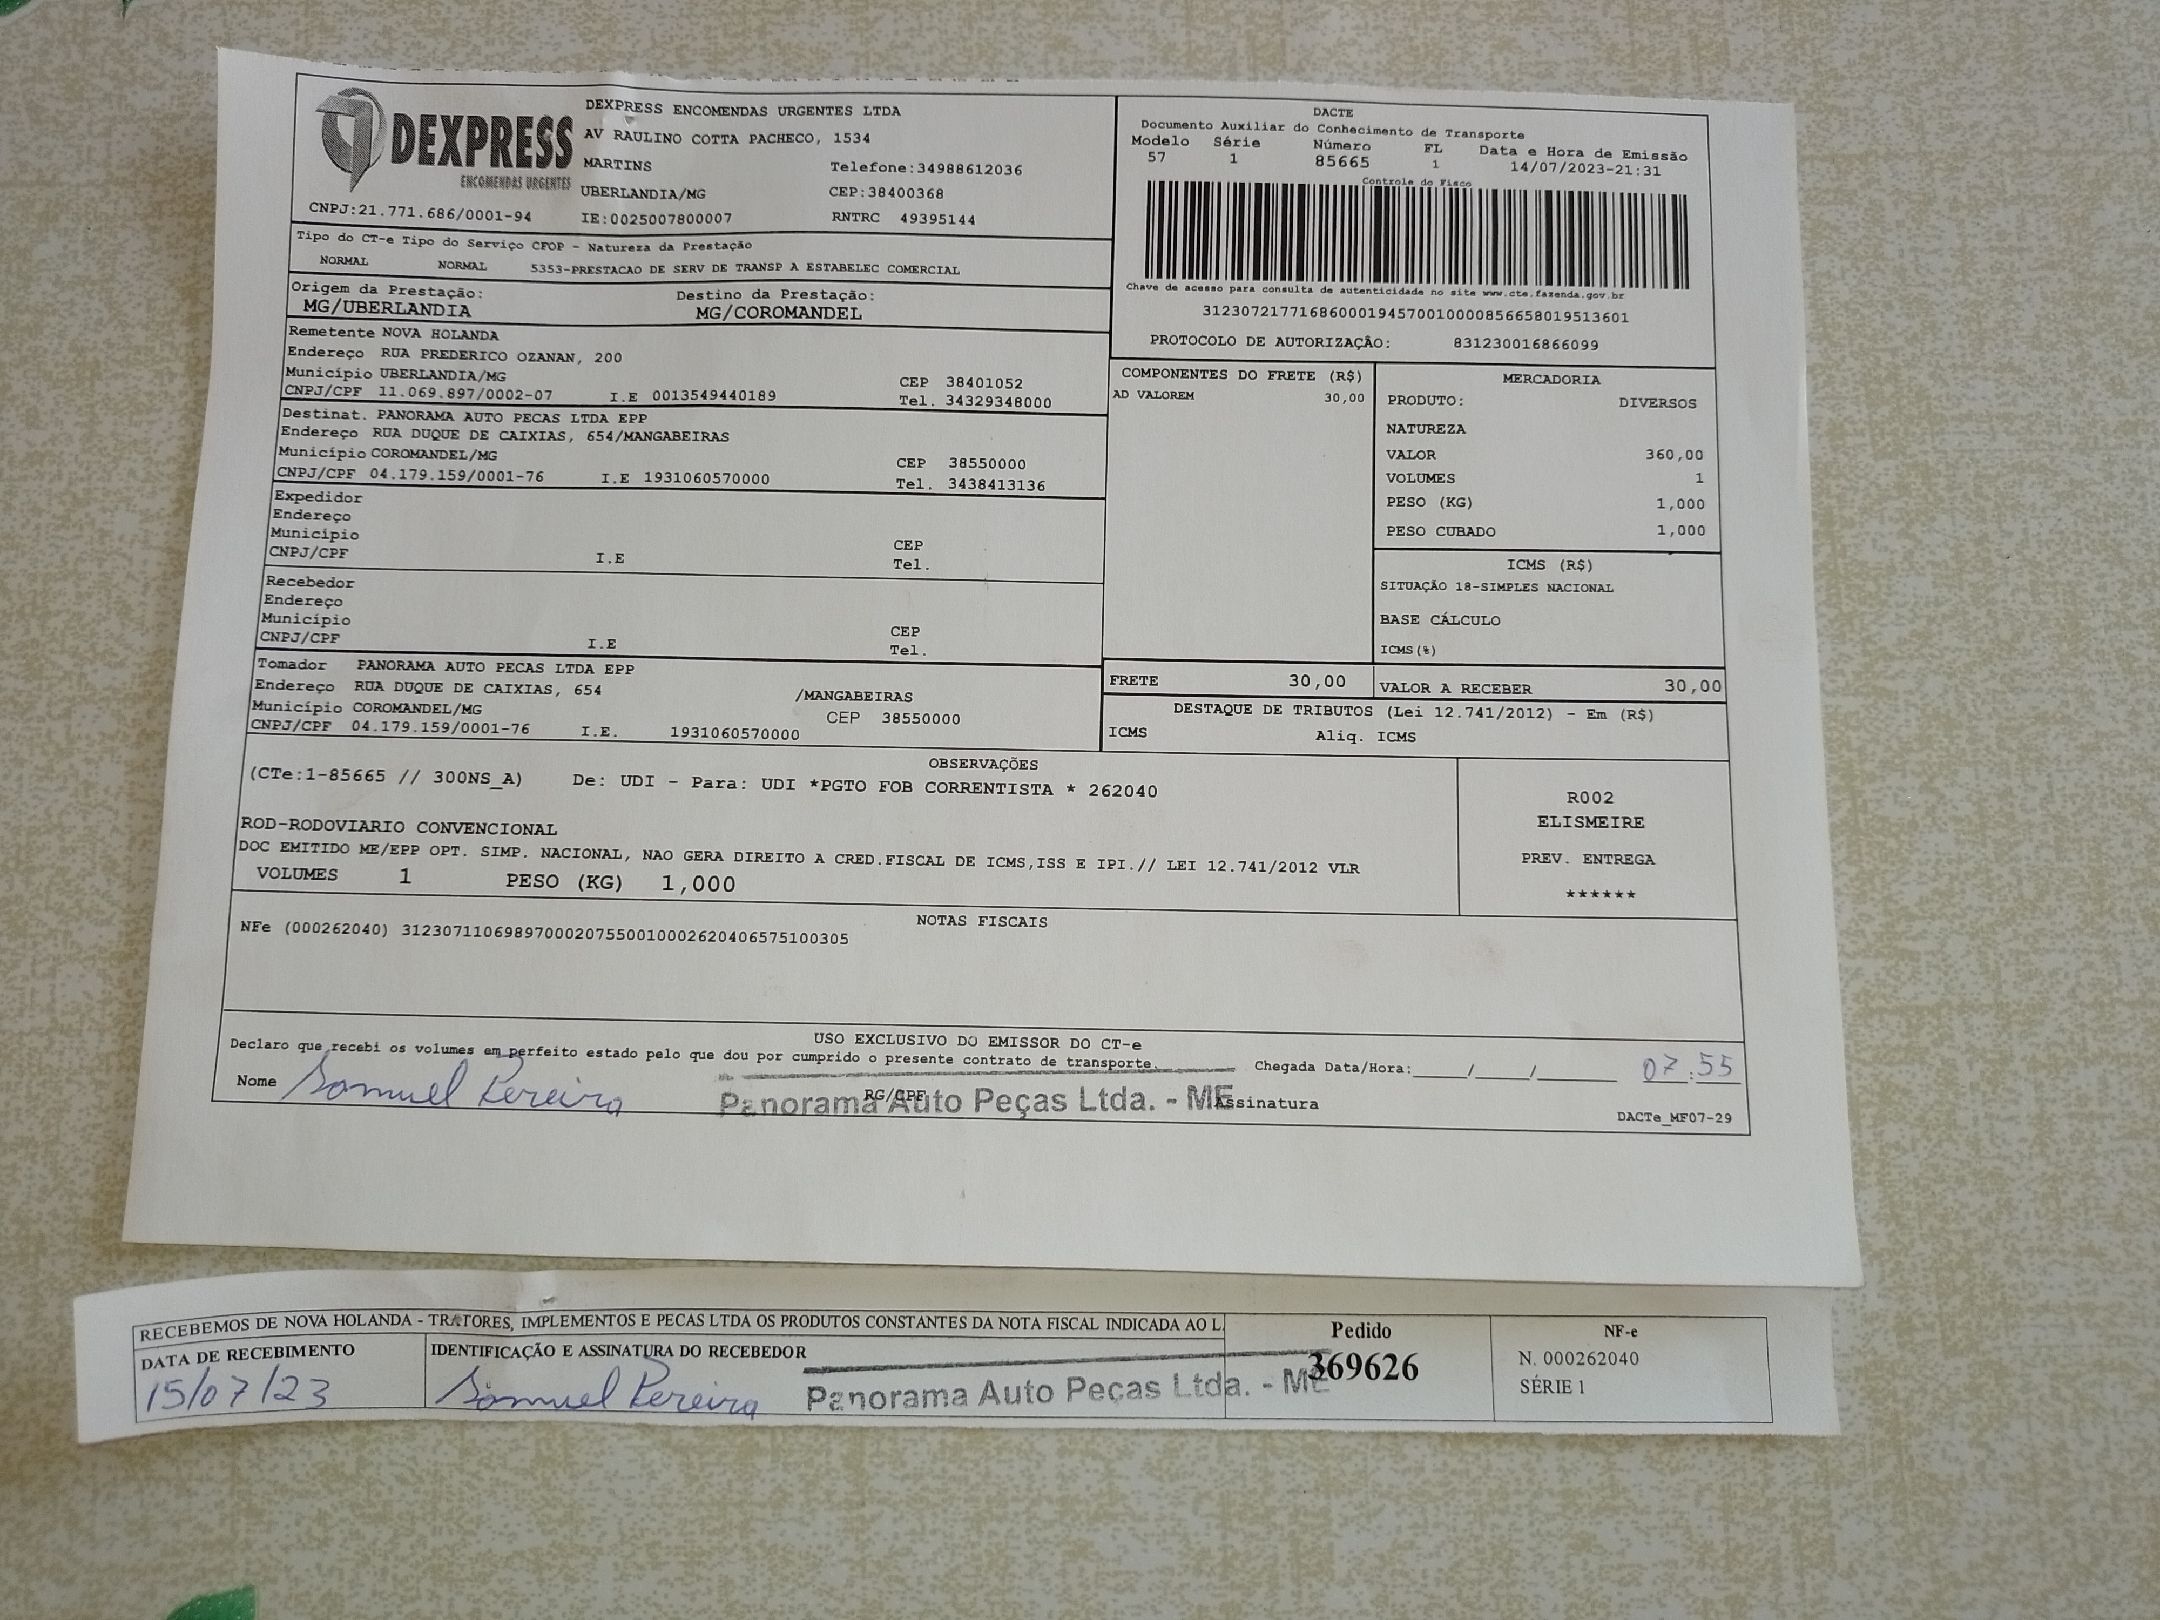 DEXPRESS
ENCOMENDAS URGENTES
CNPJ:21.771.686/0001-94
DEXPRESS ENCOMENDAS URGENTES LTDA
AV RAULINO COTTA PACHECO, 1534
MARTINS Telefone:34988612036
UBERLANDIA/MG CEP:38400368
IE:0025007800007 RNTRC 49395144
DACTE
Documento Auxiliar do Conhecimento de Transporte
Modelo Série Número FL Data e Hora de Emissão
57 1 85665 1 14/07/2023-21:31
Controle do Fisco
Chave de acesso para consulta de autenticidade no site www.cte.fazenda.gov.br
31230721771686000194570010000856658019513601
PROTOCOLO DE AUTORIZAÇÃO: 831230016866099
Tipo do CT-e Tipo do Serviço CFOP - Natureza da Prestação
NORMAL NORMAL 5353-PRESTACAO DE SERV DE TRANSP A ESTABELEC COMERCIAL
Origem da Prestação: Destino da Prestação:
MG/UBERLANDIA MG/COROMANDEL
Remetente NOVA HOLANDA
Endereço RUA PREDERICO OZANAN, 200
Município UBERLANDIA/MG CEP 38401052
CNPJ/CPF 11.069.897/0002-07 I.E 0013549440189 Tel. 34329348000
Destinat. PANORAMA AUTO PECAS LTDA EPP
Endereço RUA DUQUE DE CAIXIAS, 654/MANGABEIRAS
Município COROMANDEL/MG CEP 38550000
CNPJ/CPF 04.179.159/0001-76 I.E 1931060570000 Tel. 3438413136
Expedidor
Endereço
Município CEP
CNPJ/CPF I.E Tel.
Recebedor
Endereço
Município CEP
CNPJ/CPF I.E Tel.
Tomador PANORAMA AUTO PECAS LTDA EPP
Endereço RUA DUQUE DE CAIXIAS, 654 /MANGABEIRAS
Município COROMANDEL/MG CEP 38550000
CNPJ/CPF 04.179.159/0001-76 I.E. 1931060570000
COMPONENTES DO FRETE (R$)
AD VALOREM 30,00
MERCADORIA
PRODUTO: DIVERSOS
NATUREZA
VALOR 360,00
VOLUMES 1
PESO (KG) 1,000
PESO CUBADO 1,000
ICMS (R$)
SITUAÇÃO 18-SIMPLES NACIONAL
BASE CÁLCULO
ICMS(%)
FRETE 30,00 VALOR A RECEBER 30,00
DESTAQUE DE TRIBUTOS (Lei 12.741/2012) - Em (R$)
ICMS Aliq. ICMS
OBSERVAÇÕES
(CTe:1-85665 // 300NS_A) De: UDI - Para: UDI *PGTO FOB CORRENTISTA * 262040
ROD-RODOVIARIO CONVENCIONAL
DOC EMITIDO ME/EPP OPT. SIMP. NACIONAL, NAO GERA DIREITO A CRED.FISCAL DE ICMS,ISS E IPI.// LEI 12.741/2012 VLR
VOLUMES 1 PESO (KG) 1,000
R002
ELISMEIRE
PREV. ENTREGA
******
NOTAS FISCAIS
NFe (000262040) 31230711069897000207550010002620406575100305
USO EXCLUSIVO DO EMISSOR DO CT-e
Declaro que recebi os volumes em perfeito estado pelo que dou por cumprido o presente contrato de transporte. Chegada Data/Hora:____/____/______ 07:55
Nome Samuel Pereira RG/CPF Assinatura
Panorama Auto Peças Ltda. - ME
DACTe_MF07-29
RECEBEMOS DE NOVA HOLANDA - TRATORES, IMPLEMENTOS E PECAS LTDA OS PRODUTOS CONSTANTES DA NOTA FISCAL INDICADA AO L
DATA DE RECEBIMENTO IDENTIFICAÇÃO E ASSINATURA DO RECEBEDOR
15/07/23 Samuel Pereira Panorama Auto Peças Ltda. - ME
Pedido
369626
NF-e
N. 000262040
SÉRIE 1